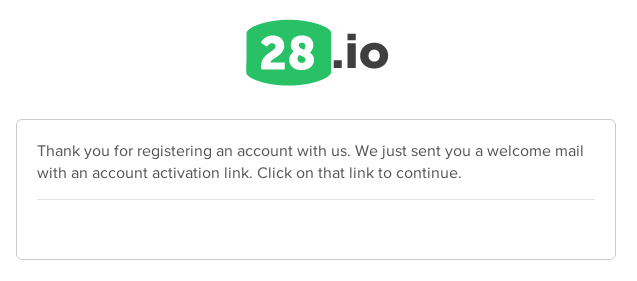 28.io
Thank you for registering an account with us. We just sent you a welcome mail
with an account activation link. Click on that link to continue.